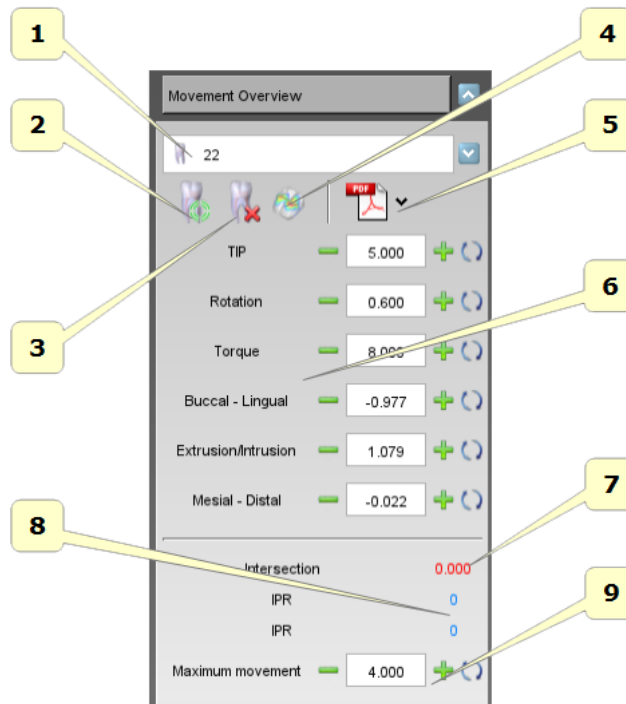 1
4
Movement Overview
2
5
22
PDF
TIP 5.000
6
Rotation 0.600
3
Torque 8.000
Buccal - Lingual -0.977
Extrusion/Intrusion 1.079
7
Mesial - Distal -0.022
8
Intersection 0.000
IPR 0
9
IPR 0
Maximum movement 4.000